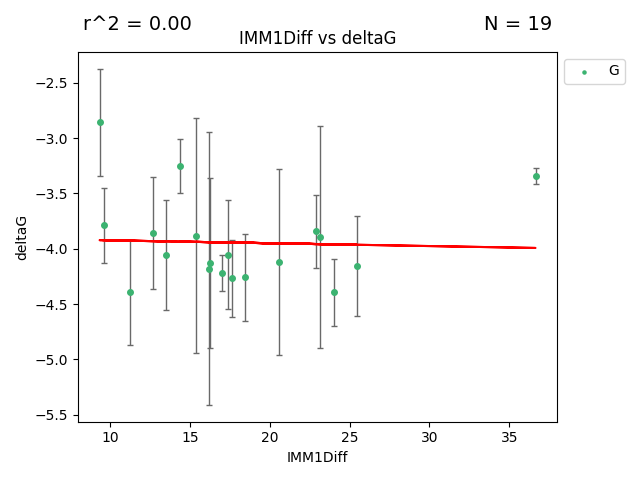 r^2 = 0.00
N = 19
IMM1Diff vs deltaG
G
deltaG
−2.5
−3.0
−3.5
−4.0
−4.5
−5.0
−5.5
10 15 20 25 30 35
IMM1Diff